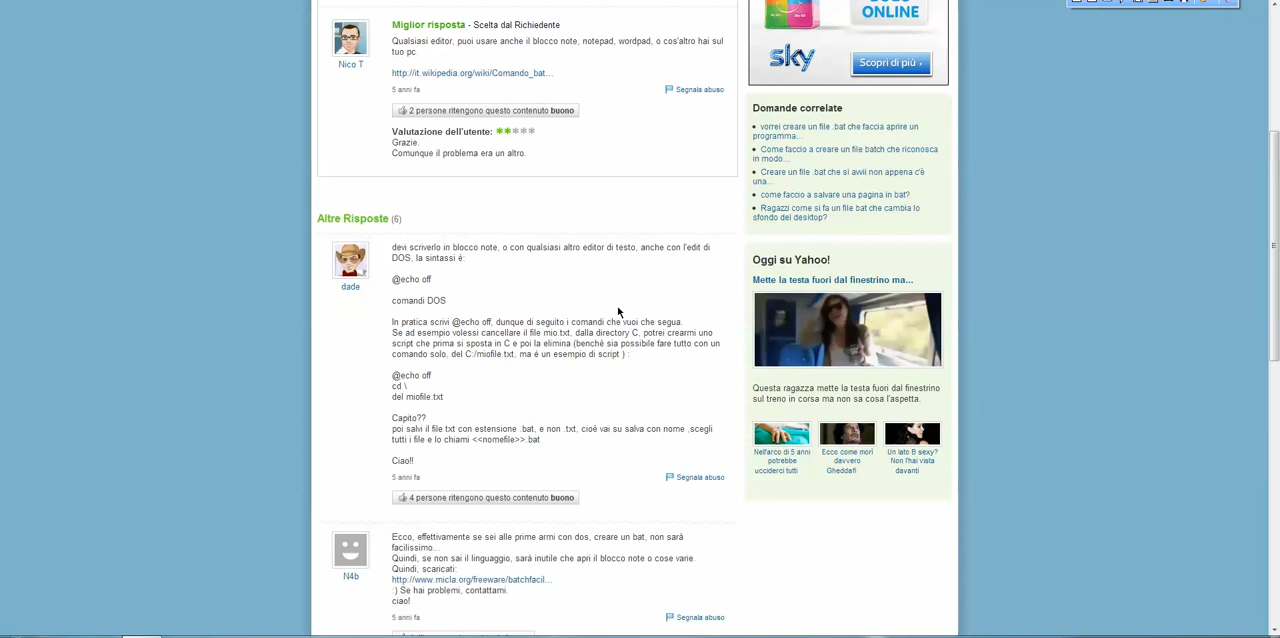 Miglior risposta - Scelta dal Richiedente
Nico T
Qualsiasi editor, puoi usare anche il blocco note, notepad, wordpad, o cos'altro hai sul
tuo pc.
http://it.wikipedia.org/wiki/Comando_bat...
5 anni fa
Segnala abuso
2 persone ritengono questo contenuto buono
Valutazione dell'utente:
Grazie.
Comunque il problema era un altro.
Altre Risposte (6)
dade
devi scriverlo in blocco note, o con qualsiasi altro editor di testo, anche con l'edit di
DOS, la sintassi é:
@echo off
comandi DOS
In pratica scrivi @echo off, dunque di seguito i comandi che vuoi che segua.
Se ad esempio volessi cancellare il file mio.txt, dalla directory C, potrei crearmi uno
script che prima si sposta in C e poi la elimina (benché sia possibile fare tutto con un
comando solo, del C:/miofile.txt, ma é un esempio di script ) :
@echo off
cd \
del miofile.txt
Capito??
poi salvi il file txt con estensione .bat, e non .txt, cioé vai su salva con nome ,scegli
tutti i file e lo chiami <<nomefile>>.bat
Ciao!!
5 anni fa
Segnala abuso
4 persone ritengono questo contenuto buono
N4b
Ecco, effettivamente se sei alle prime armi con dos, creare un bat, non sarà
facilissimo...
Quindi, se non sai il linguaggio, sarà inutile che apri il blocco note o cose varie.
Quindi, scaricati:
http://www.micla.org/freeware/batchfacil...
:) Se hai problemi, contattami.
ciao!
5 anni fa
Segnala abuso
ONLINE
sky
Scopri di più ›
Domande correlate
vorrei creare un file .bat che faccia aprire un
programma...
Come faccio a creare un file batch che riconosca
in modo...
Creare un file .bat che si avvii non appena c'è
una...
come faccio a salvare una pagina in bat?
Ragazzi come si fa un file bat che cambia lo
sfondo del desktop?
Oggi su Yahoo!
Mette la testa fuori dal finestrino ma...
Questa ragazza mette la testa fuori dal finestrino
sul treno in corsa ma non sa cosa l'aspetta.
Nell'arco di 5 anni
potrebbe
ucciderci tutti
Ecco come morì
davvero
Gheddafi
Un lato B sexy?
Non l'hai vista
davanti